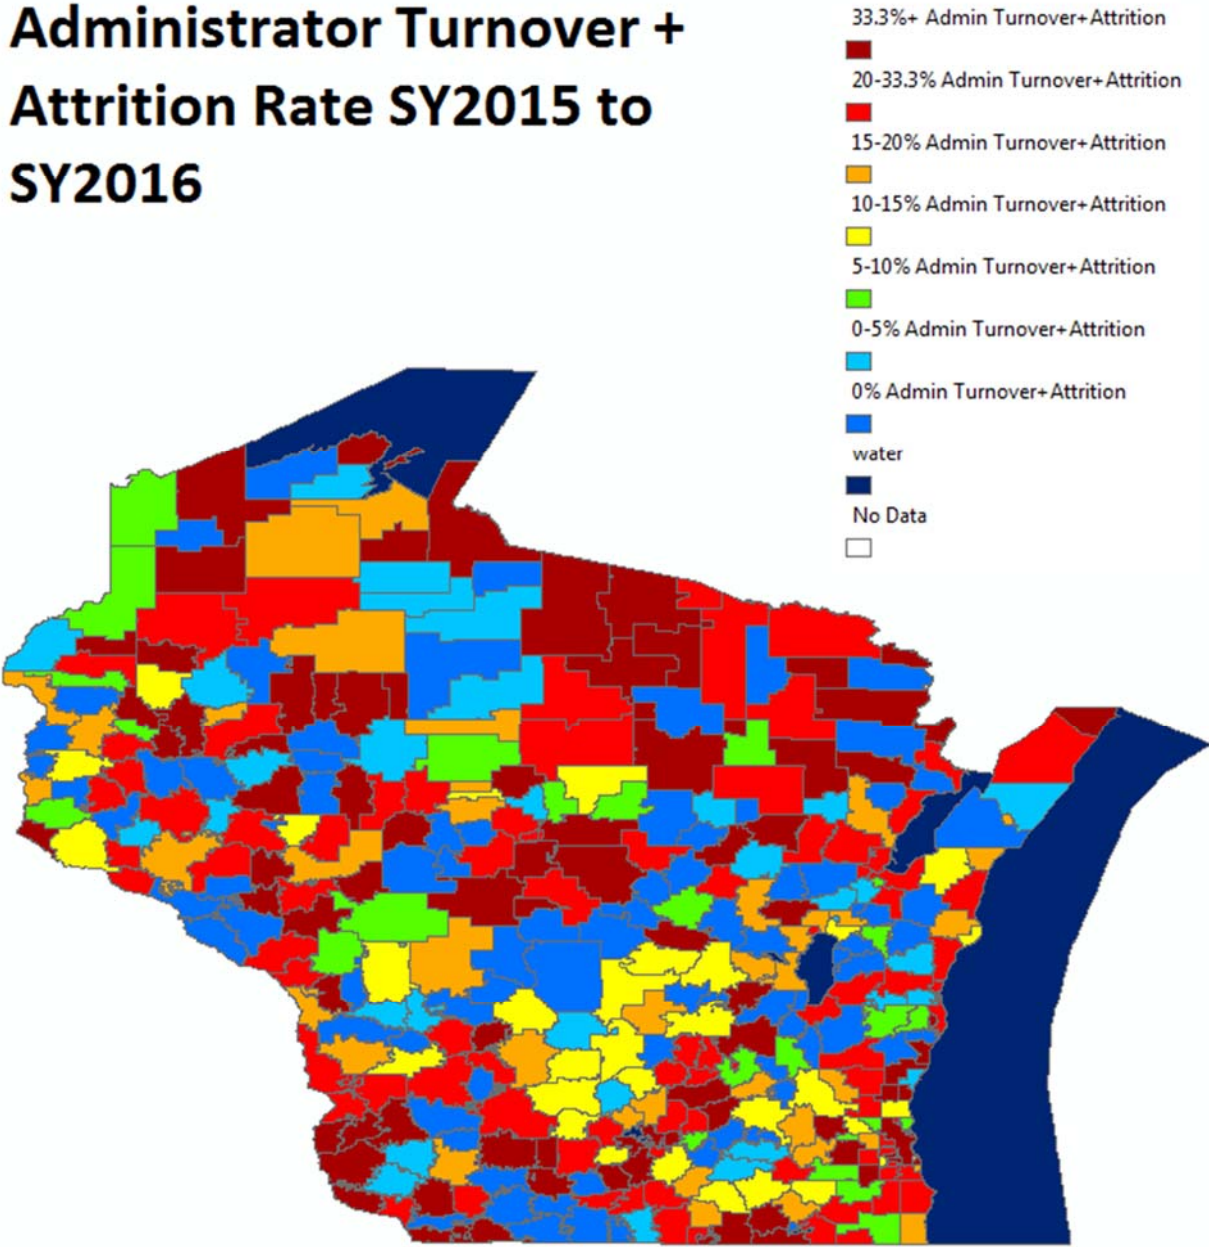 Administrator Turnover +
Attrition Rate SY2015 to
SY2016
33.3%+ Admin Turnover+Attrition
20-33.3% Admin Turnover+Attrition
15-20% Admin Turnover+Attrition
10-15% Admin Turnover+Attrition
5-10% Admin Turnover+Attrition
0-5% Admin Turnover+Attrition
0% Admin Turnover+Attrition
water
No Data